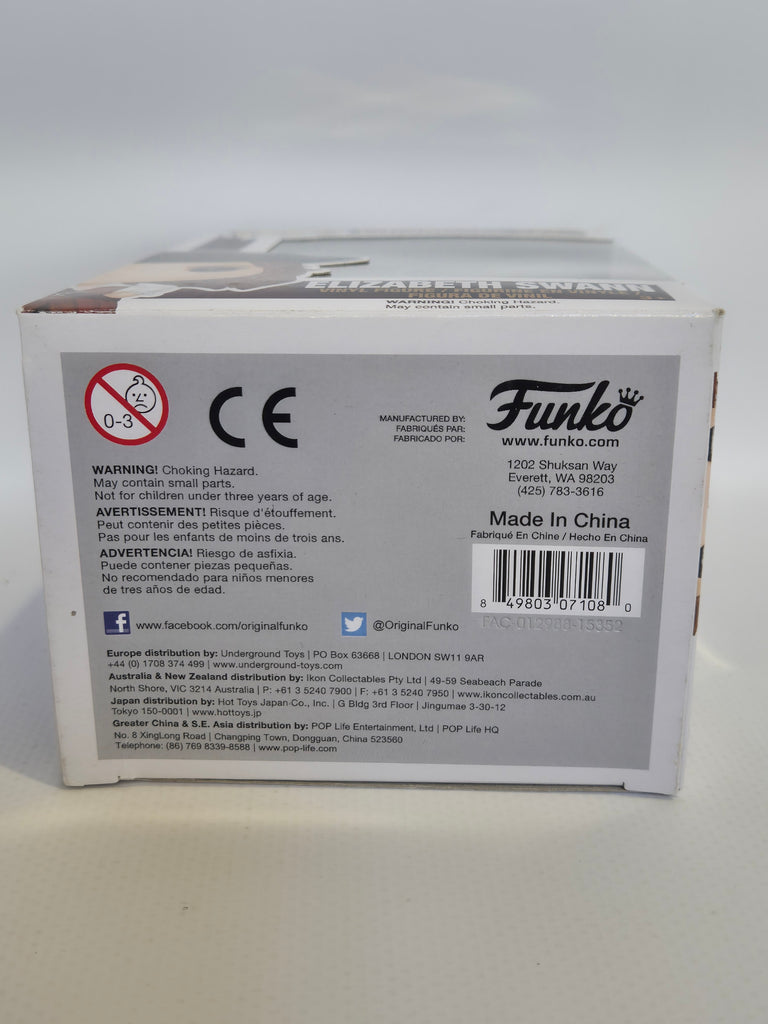 ELIZABETH SWANN
FIGURA DE VINIL
WARNING! Choking Hazard.
May contain small parts.
0-3
CE
MANUFACTURED BY:
FABRIQUÉS PAR:
FABRICADO POR:
Funko
www.funko.com
1202 Shuksan Way
Everett, WA 98203
(425) 783-3616
Made In China
Fabriqué En Chine / Hecho En China
8 49803 07108 0
FAC-012988-15352
WARNING! Choking Hazard.
May contain small parts.
Not for children under three years of age.
AVERTISSEMENT! Risque d'étouffement.
Peut contenir des petites pièces.
Pas pour les enfants de moins de trois ans.
ADVERTENCIA! Riesgo de asfixia.
Puede contener piezas pequeñas.
No recomendado para niños menores
de tres años de edad.
www.facebook.com/originalfunko
@OriginalFunko
Europe distribution by: Underground Toys | PO Box 63668 | LONDON SW11 9AR
+44 (0) 1708 374 499 | www.underground-toys.com
Australia & New Zealand distribution by: Ikon Collectables Pty Ltd | 49-59 Seabeach Parade
North Shore, VIC 3214 Australia | P: +61 3 5240 7900 | F: +61 3 5240 7950 | www.ikoncollectables.com.au
Japan distribution by: Hot Toys Japan Co., Inc. | G Bldg 3rd Floor | Jingumae 3-30-12
Tokyo 150-0001 | www.hottoys.jp
Greater China & S.E. Asia distribution by: POP Life Entertainment, Ltd | POP Life HQ
No. 8 XingLong Road | Changping Town, Dongguan, China 523560
Telephone: (86) 769 8339-8588 | www.pop-life.com